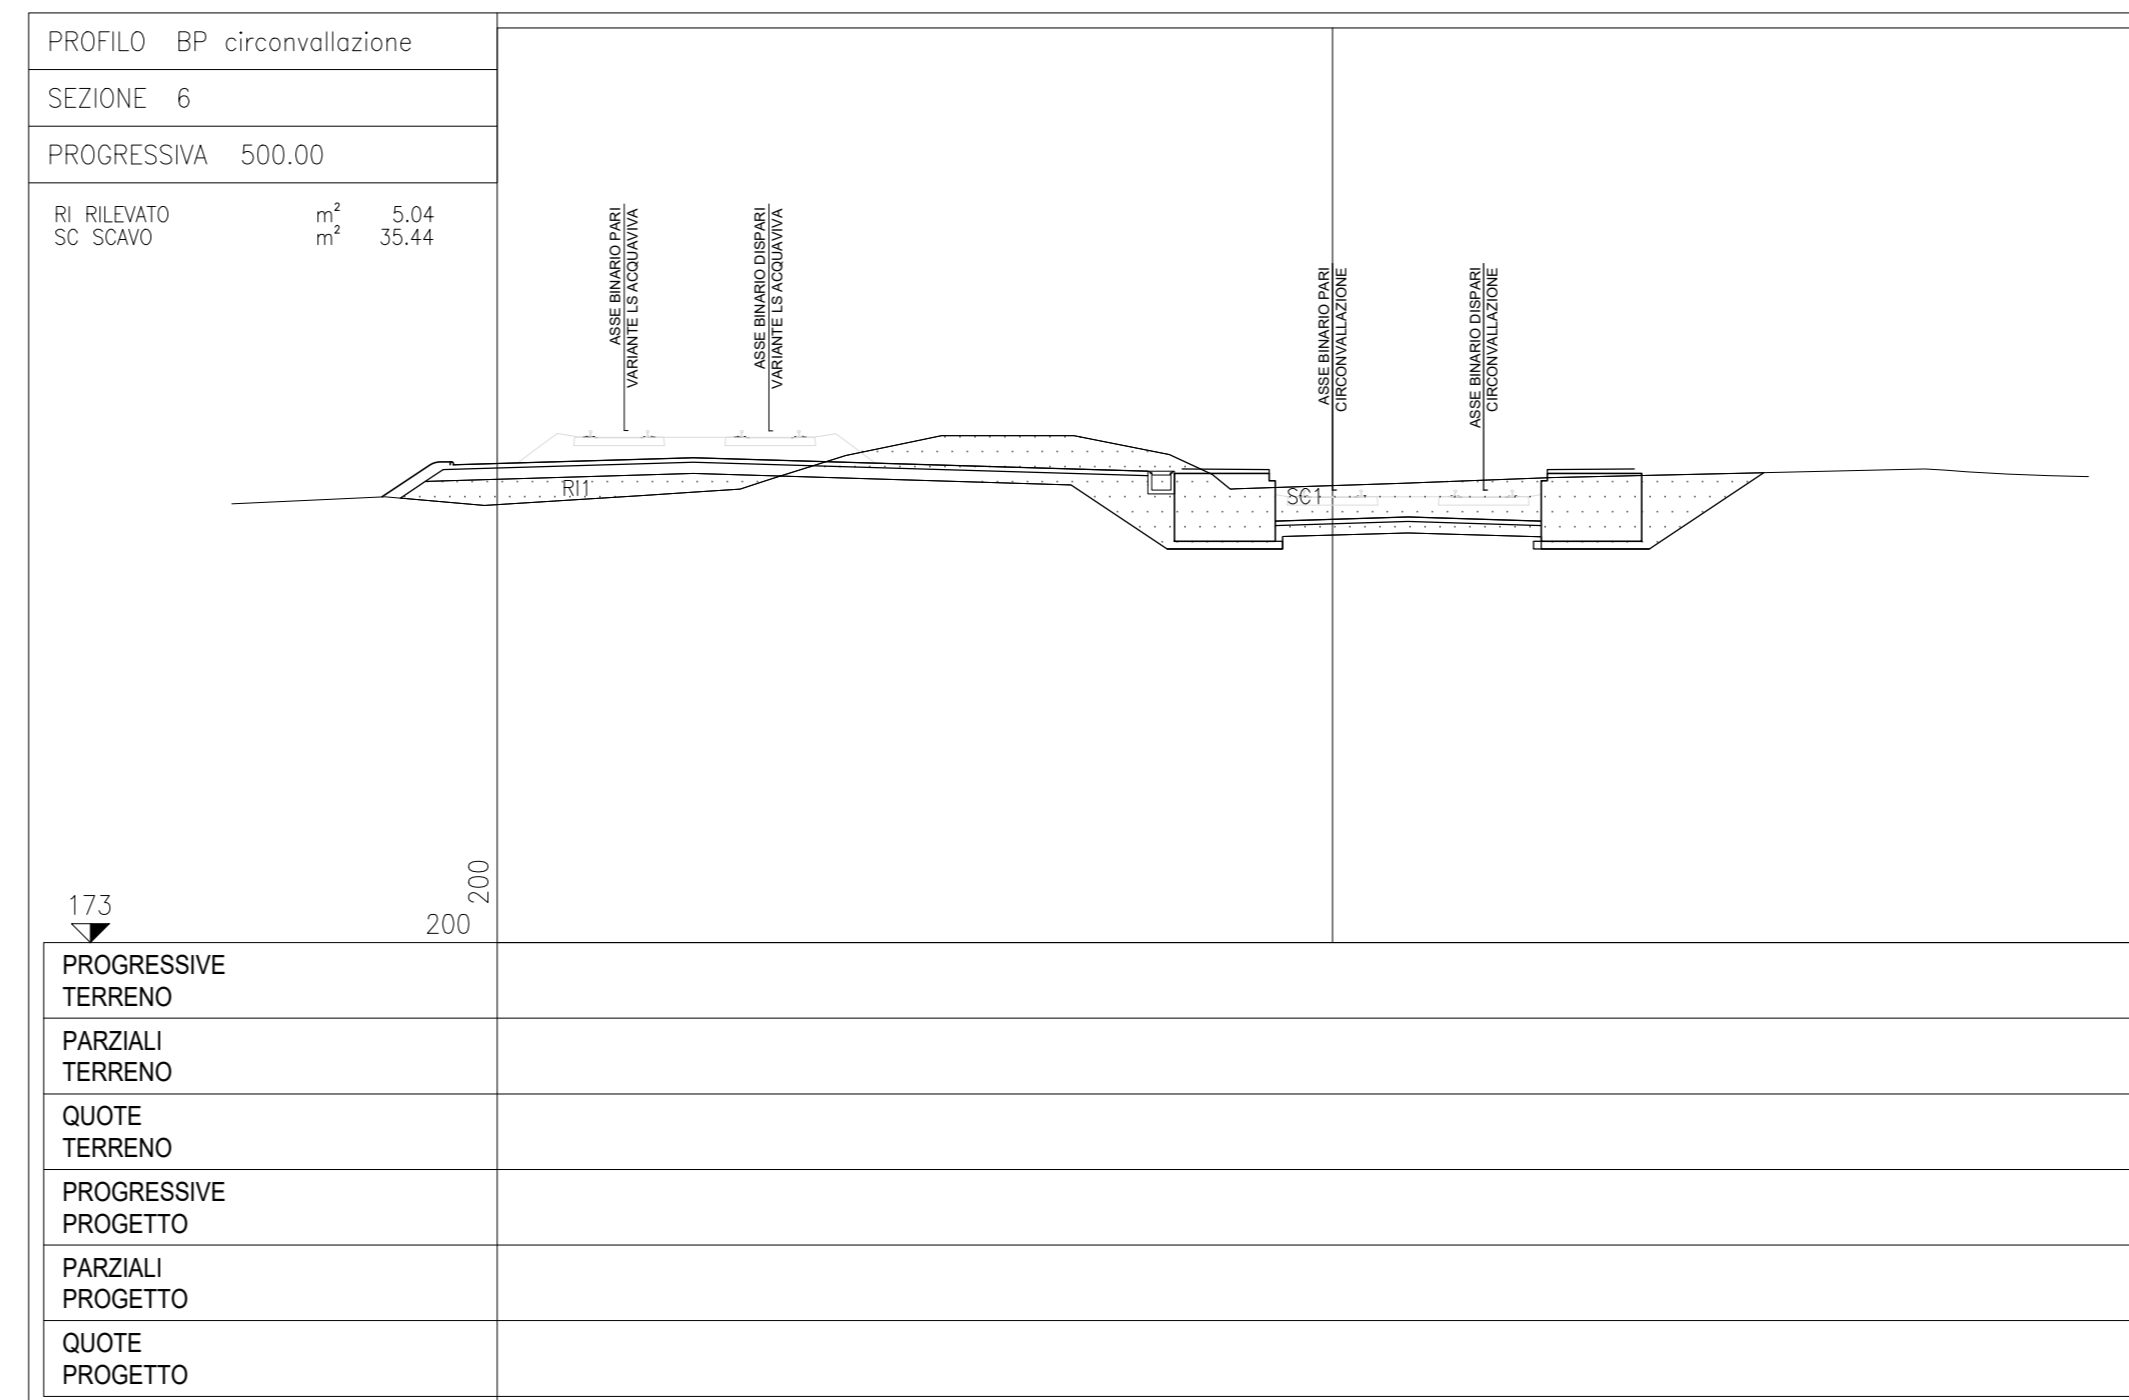 PROFILO BP circonvallazione
SEZIONE 6
PROGRESSIVA 500.00
RI RILEVATO m² 5.04
SC SCAVO m² 35.44
ASSE BINARIO PARI
VARIANTE LS ACQUAVIVA
ASSE BINARIO DISPARI
VARIANTE LS ACQUAVIVA
ASSE BINARIO PARI
CIRCONVALLAZIONE
ASSE BINARIO DISPARI
CIRCONVALLAZIONE
RI1
SC1
200
173
200
PROGRESSIVE
TERRENO
PARZIALI
TERRENO
QUOTE
TERRENO
PROGRESSIVE
PROGETTO
PARZIALI
PROGETTO
QUOTE
PROGETTO